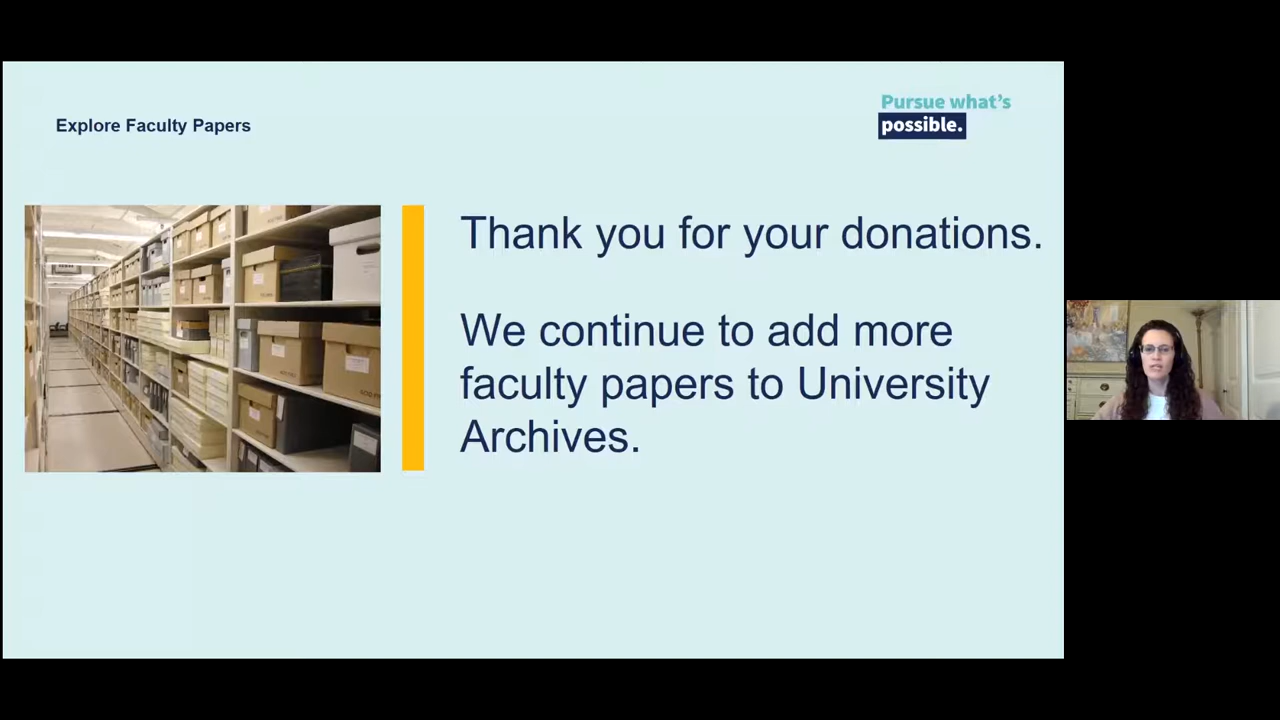 Explore Faculty Papers
Pursue what's
possible.
Thank you for your donations.
We continue to add more
faculty papers to University
Archives.